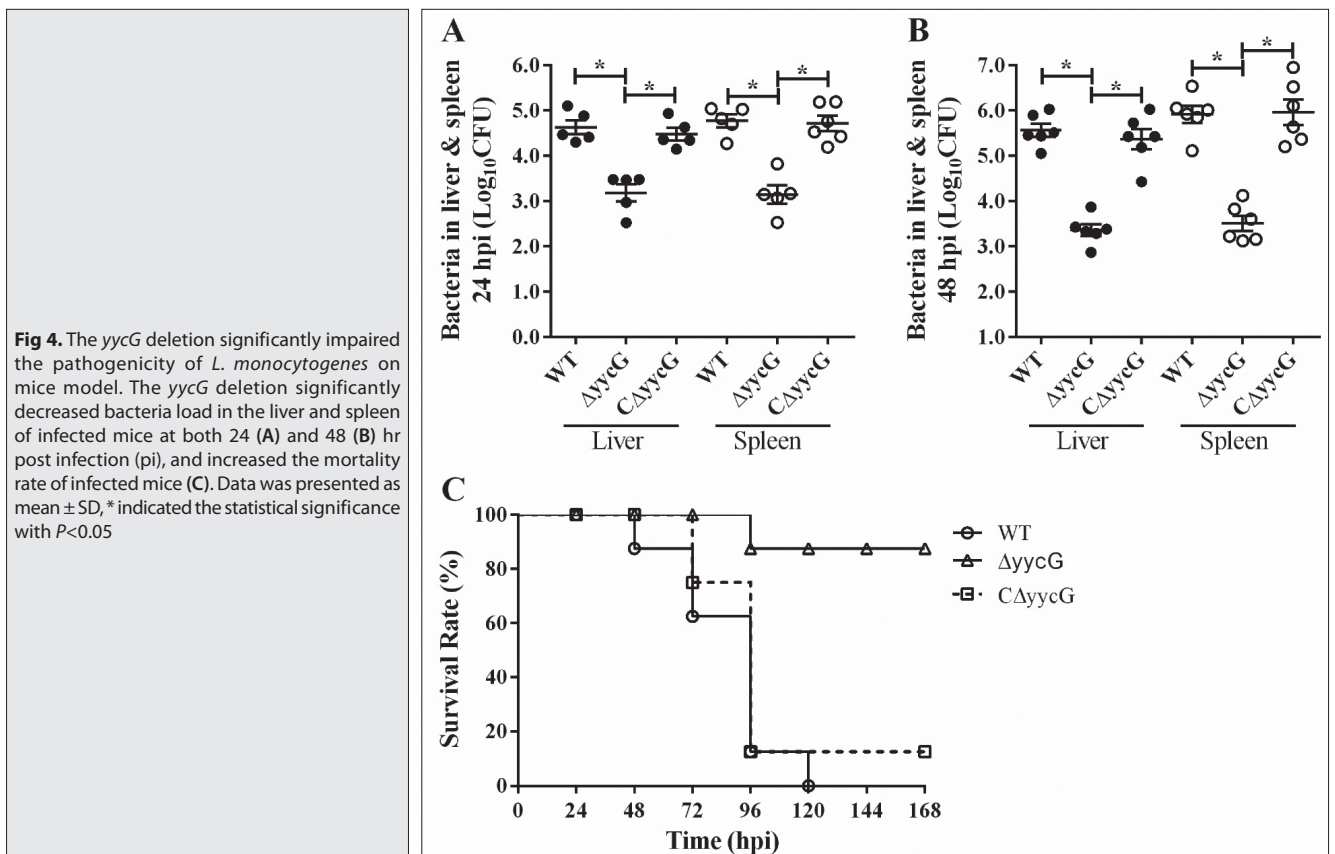 Fig 4. The yycG deletion significantly impaired
the pathogenicity of L. monocytogenes on
mice model. The yycG deletion significantly
decreased bacteria load in the liver and spleen
of infected mice at both 24 (A) and 48 (B) hr
post infection (pi), and increased the mortality
rate of infected mice (C). Data was presented as
mean ± SD, * indicated the statistical significance
with P<0.05
A
Bacteria in liver & spleen
24 hpi (Log10CFU)
6.0
5.0
4.0
3.0
2.0
1.0
0.0
* * * *
WT ΔyycG CΔyycG WT ΔyycG CΔyycG
Liver Spleen
B
Bacteria in liver & spleen
48 hpi (Log10CFU)
7.0
6.0
5.0
4.0
3.0
2.0
1.0
* * * *
WT ΔyycG CΔyycG WT ΔyycG CΔyycG
Liver Spleen
C
Survival Rate (%)
100
80
60
40
20
0
0 24 48 72 96 120 144 168
Time (hpi)
WT
ΔyycG
CΔyycG